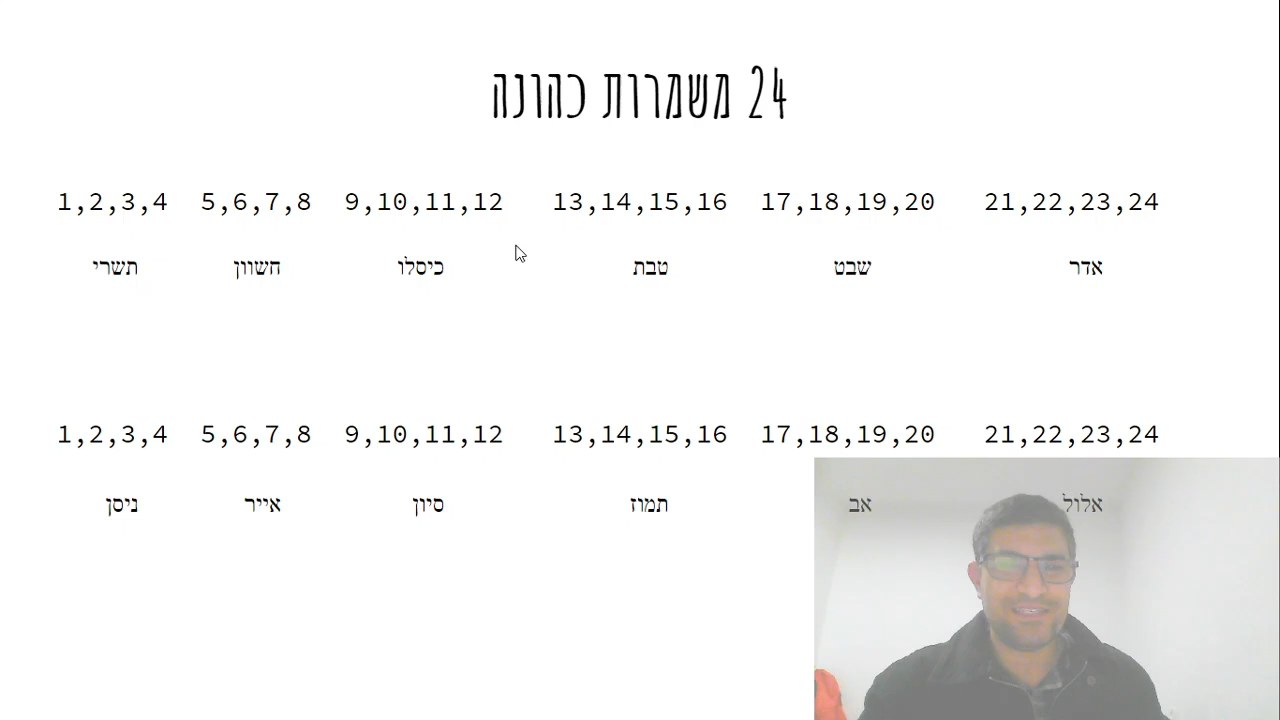 24 משמרות כהונה
1,2,3,4 5,6,7,8 9,10,11,12 13,14,15,16 17,18,19,20 21,22,23,24
תשרי חשוון כיסלו טבת שבט אדר
1,2,3,4 5,6,7,8 9,10,11,12 13,14,15,16 17,18,19,20 21,22,23,24
ניסן אייר סיון תמוז אב אלול